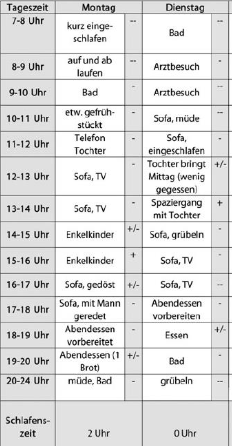 Tageszeit Montag Dienstag
7-8 Uhr kurz einge- -- Bad --
schlafen
8-9 Uhr auf und ab - Arztbesuch -
laufen
9-10 Uhr Bad - Arztbesuch --
10-11 Uhr etw. gefrüh- - Sofa, müde --
stückt
11-12 Uhr Telefon - Sofa, -
Tochter eingeschlafen
12-13 Uhr Sofa, TV - Tochter bringt +/-
Mittag (wenig
gegessen)
13-14 Uhr Sofa, TV - Spaziergang +
mit Tochter
14-15 Uhr Enkelkinder +/- Sofa, grübeln -
15-16 Uhr Enkelkinder + Sofa, TV -
16-17 Uhr Sofa, gedöst +/- Sofa, TV --
17-18 Uhr Sofa, mit Mann - Abendessen -
geredet vorbereiten
18-19 Uhr Abendessen - Essen +/-
vorbereitet
19-20 Uhr Abendessen (1 +/- Bad -
Brot)
20-24 Uhr müde, Bad - grübeln --
Schlafens-
zeit 2 Uhr 0 Uhr